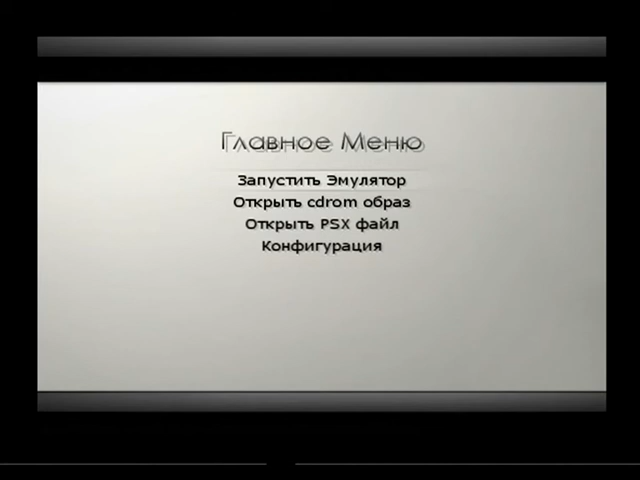 Главное Меню
Запустить Эмулятор
Открыть cdrom образ
Открыть PSX файл
Конфигурация